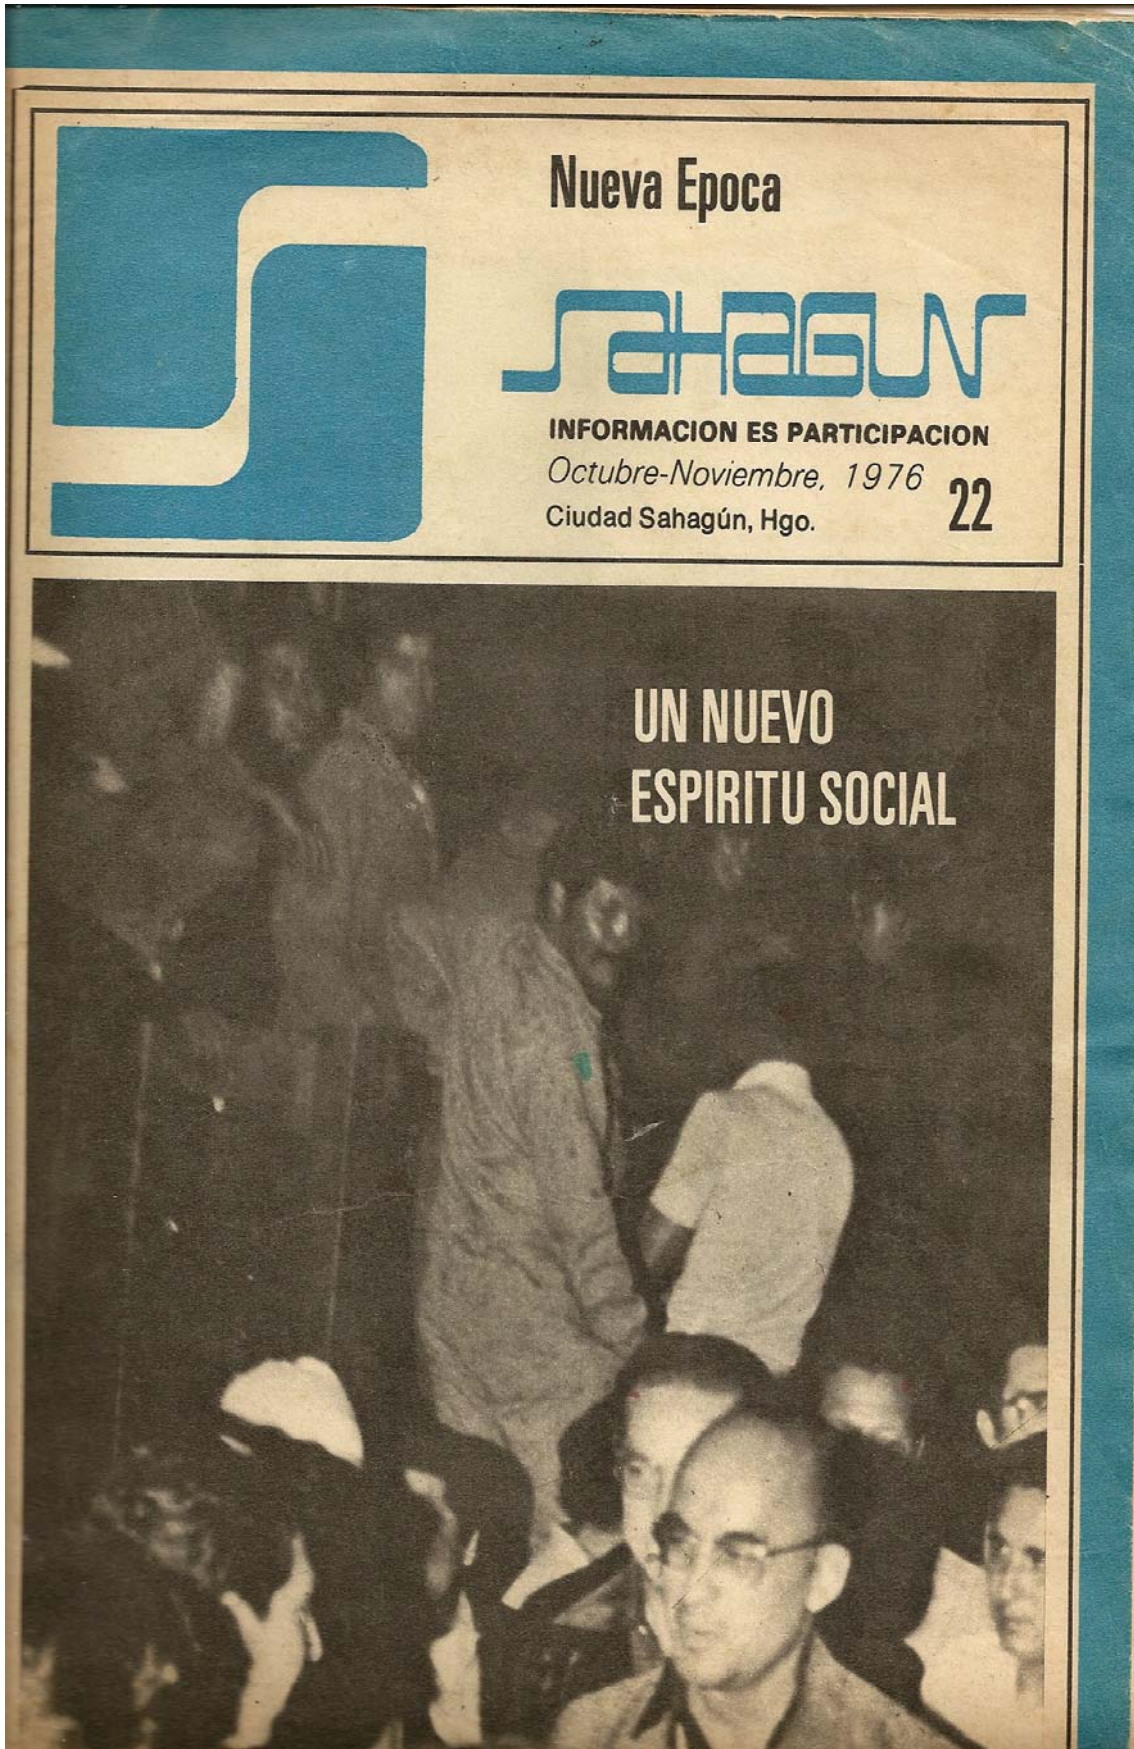 Nueva Epoca
SAHAGUN
INFORMACION ES PARTICIPACION
Octubre-Noviembre, 1976
22
Ciudad Sahagún, Hgo.
UN NUEVO
ESPIRITU SOCIAL